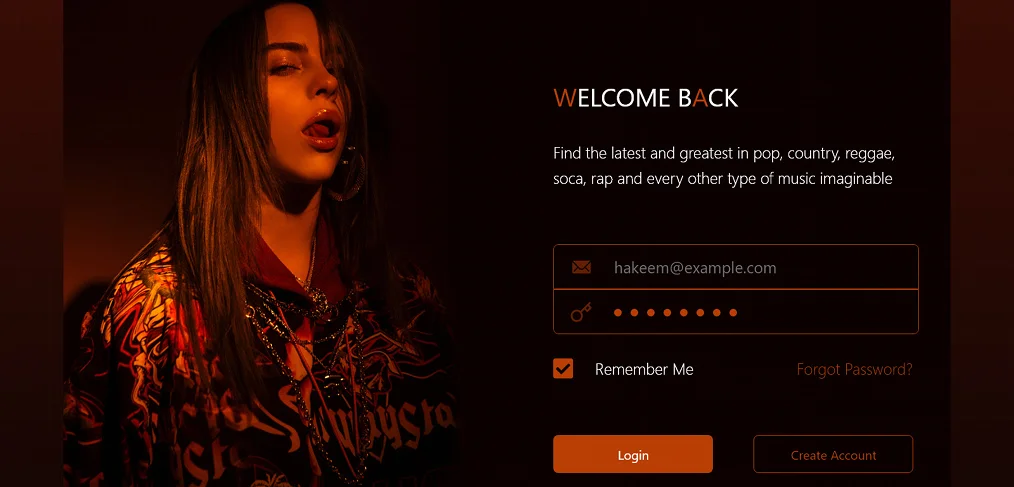 WELCOME BACK
Find the latest and greatest in pop, country, reggae,
soca, rap and every other type of music imaginable
hakeem@example.com
Remember Me
Forgot Password?
Login
Create Account